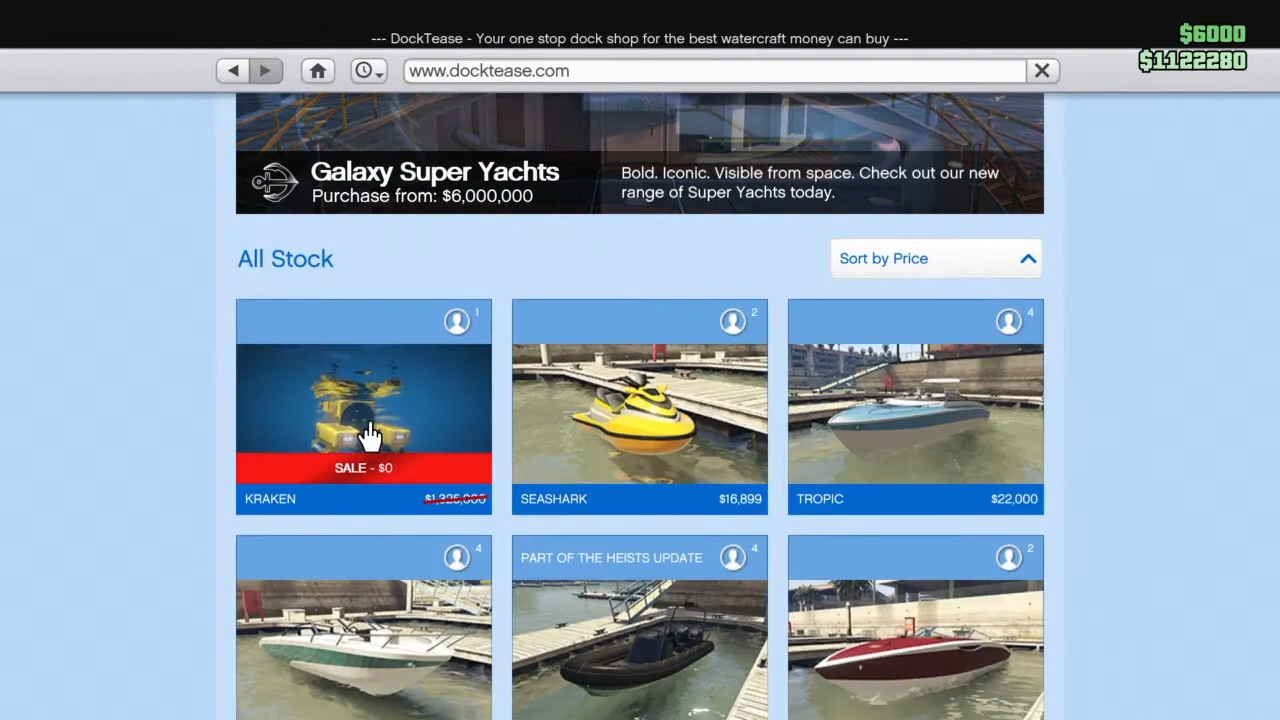 --- DockTease - Your one stop dock shop for the best watercraft money can buy ---
$6000
$1122280
www.docktease.com
Galaxy Super Yachts
Purchase from: $6,000,000
Bold. Iconic. Visible from space. Check out our new
range of Super Yachts today.
All Stock
Sort by Price
1
2
4
SALE - $0
KRAKEN
$1,325,000
SEASHARK
$16,899
TROPIC
$22,000
4
PART OF THE HEISTS UPDATE
4
2